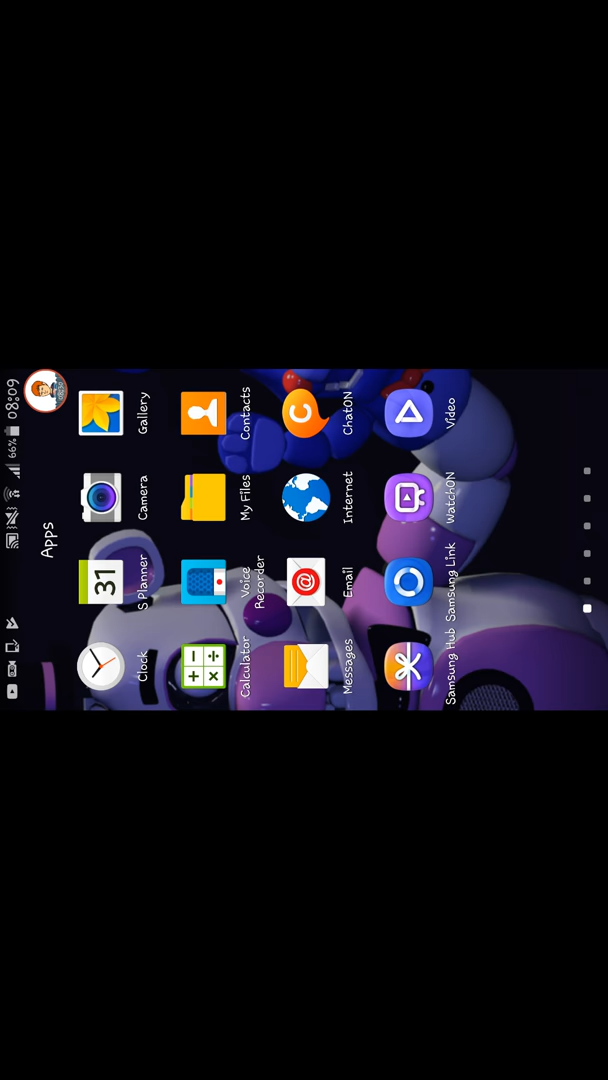 66% 08:09
Apps
Clock
S Planner
Camera
Gallery
31
Calculator
Voice
Recorder
My Files
Contacts
Messages
Email
Internet
ChatON
Samsung Hub
Samsung Link
WatchON
Video